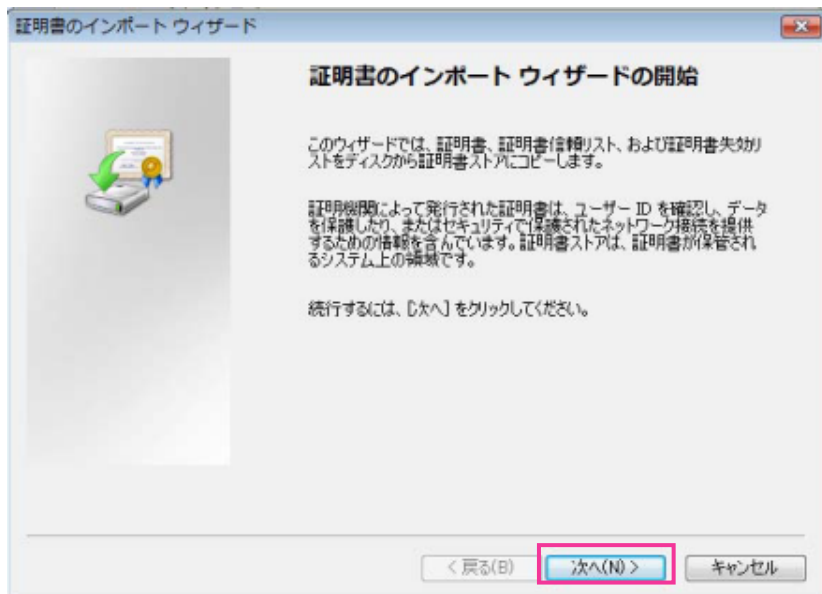 証明書のインポート ウィザード
証明書のインポート ウィザードの開始
このウィザードでは、証明書、証明書信頼リスト、および証明書失効リ
ストをディスクから証明書ストアにコピーします。
証明機関によって発行された証明書は、ユーザー ID を確認し、データ
を保護したり、またはセキュリティで保護されたネットワーク接続を提供
するための情報を含んでいます。証明書ストアは、証明書が保管され
るシステム上の領域です。
続行するには、[次へ] をクリックしてください。
< 戻る(B)
次へ(N) >
キャンセル